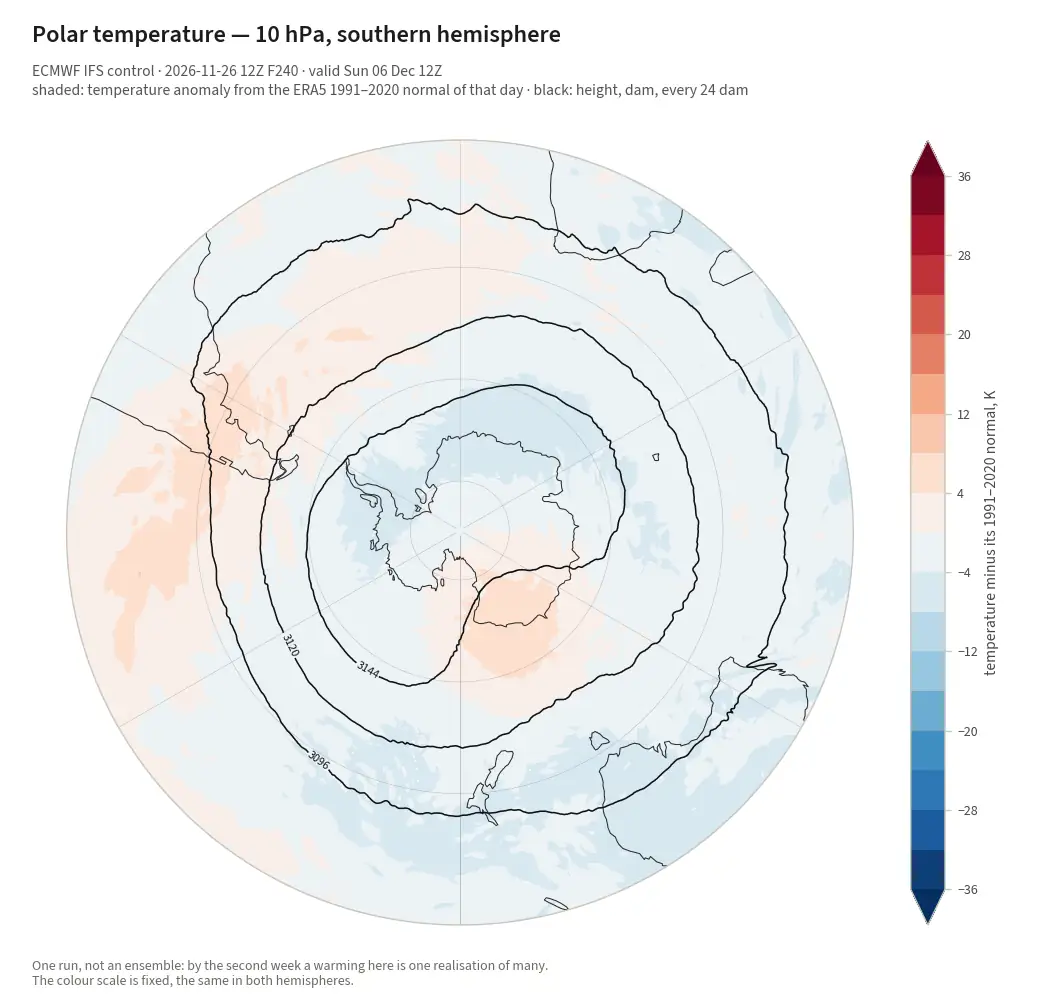 Polar temperature — 10 hPa, southern hemisphere
ECMWF IFS control · 2026-11-26 12Z F240 · valid Sun 06 Dec 12Z
shaded: temperature anomaly from the ERA5 1991–2020 normal of that day · black: height, dam, every 24 dam
36
28
20
12
4
−4
−12
−20
−28
−36
temperature minus its 1991–2020 normal, K
3120
3144
3096
One run, not an ensemble: by the second week a warming here is one realisation of many.
The colour scale is fixed, the same in both hemispheres.